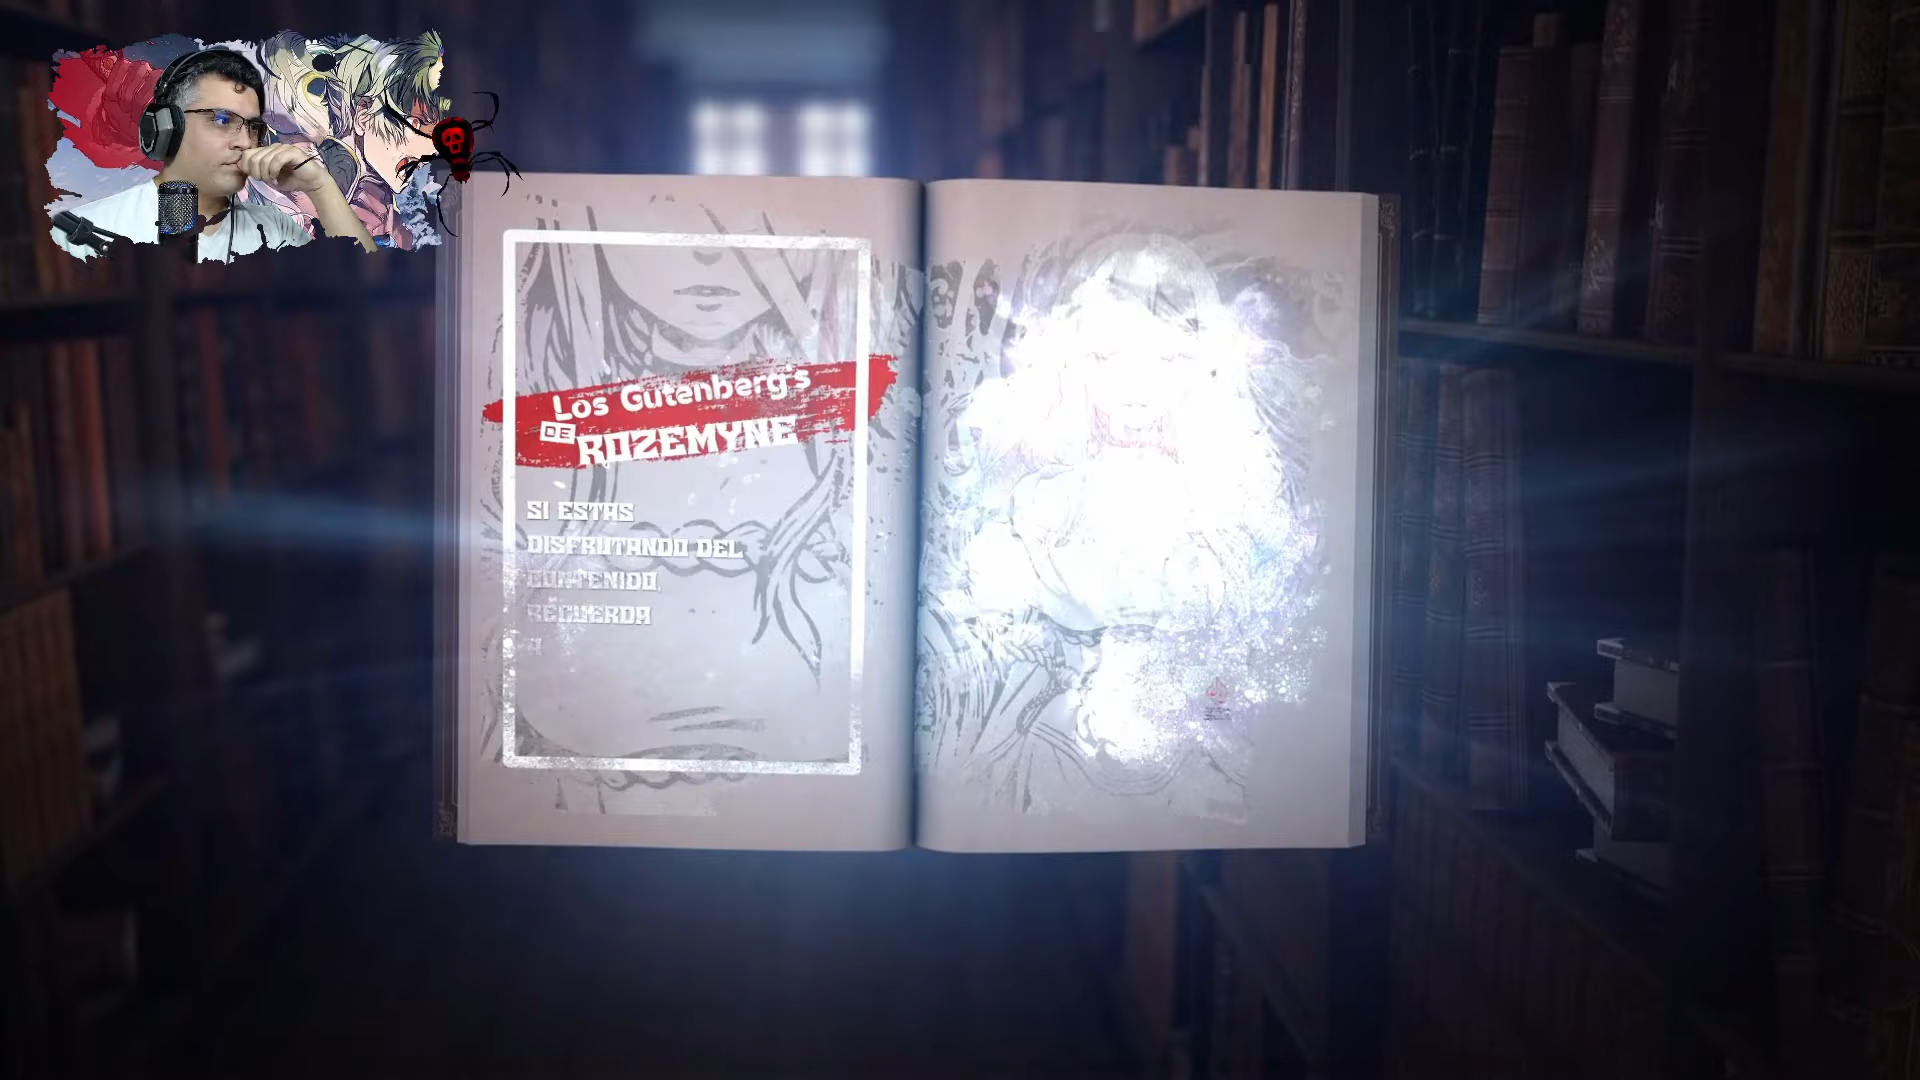 Los Gutenberg's
DE ROZEMYNE
SI ESTAS
DISFRUTANDO DEL
CONTENIDO,
RECUERDA
A